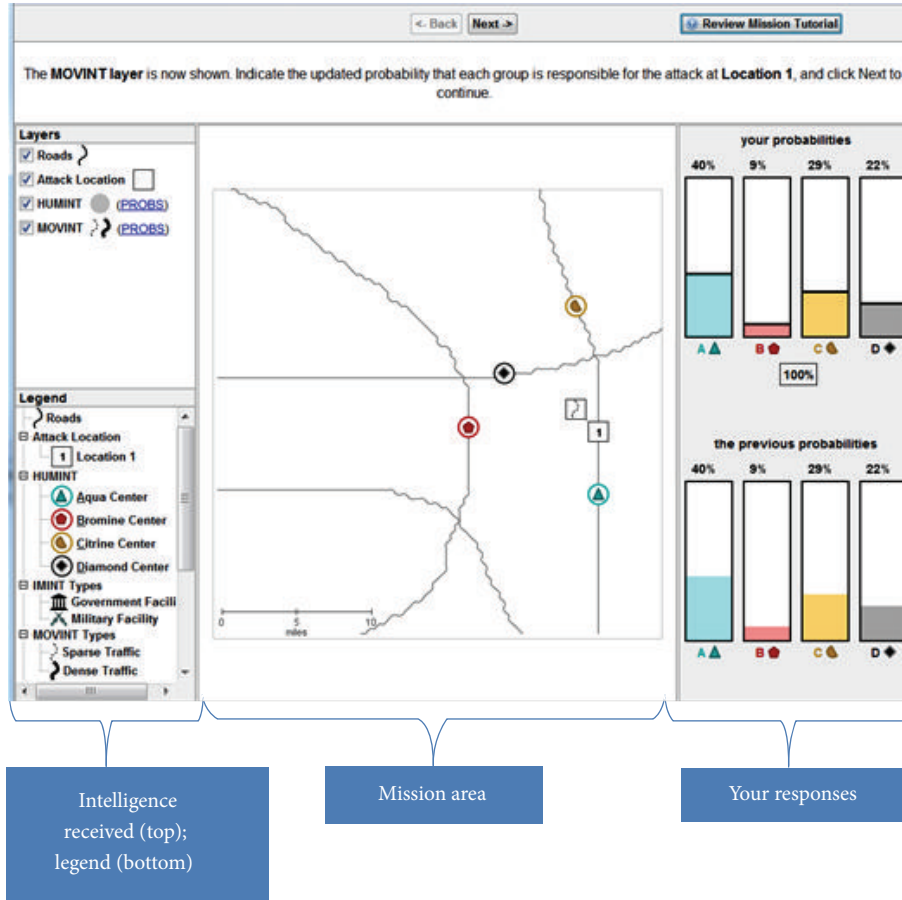 <- Back Next -> Review Mission Tutorial
The MOVINT layer is now shown. Indicate the updated probability that each group is responsible for the attack at Location 1, and click Next to
continue.
Layers
Roads
Attack Location
HUMINT (PROBS)
MOVINT (PROBS)
Legend
Roads
Attack Location
1 Location 1
HUMINT
Aqua Center
Bromine Center
Citrine Center
Diamond Center
IMINT Types
Government Facili
Military Facility
MOVINT Types
Sparse Traffic
Dense Traffic
1
0 5 10
miles
your probabilities
40% 9% 29% 22%
A B C D
100%
the previous probabilities
40% 9% 29% 22%
A B C D
Intelligence
received (top);
legend (bottom)
Mission area
Your responses